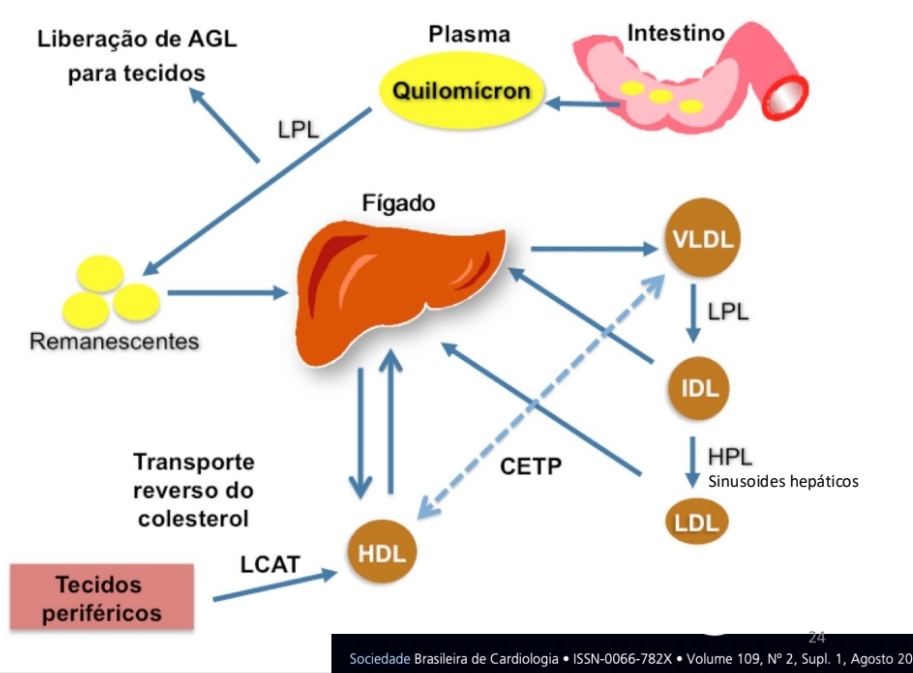 Liberação de AGL
para tecidos
Plasma
Intestino
Quilomícron
LPL
Fígado
VLDL
LPL
Remanescentes
IDL
HPL
Sinusoides hepáticos
CETP
LDL
Transporte
reverso do
colesterol
HDL
LCAT
Tecidos
periféricos
24
Sociedade Brasileira de Cardiologia • ISSN-0066-782X • Volume 109, Nº 2, Supl. 1, Agosto 20